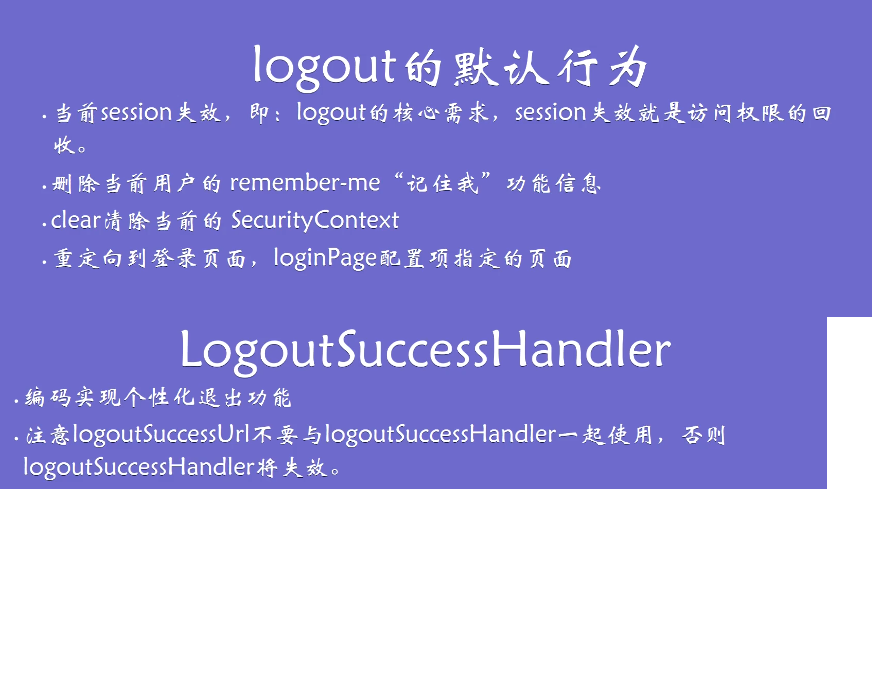 logout的默认行为
·当前session失效，即：logout的核心需求，session失效就是访问权限的回
收。
·删除当前用户的 remember-me“记住我”功能信息
·clear清除当前的 SecurityContext
·重定向到登录页面，loginPage配置项指定的页面
LogoutSuccessHandler
·编码实现个性化退出功能
·注意logoutSuccessUrl不要与logoutSuccessHandler一起使用，否则
logoutSuccessHandler将失效。